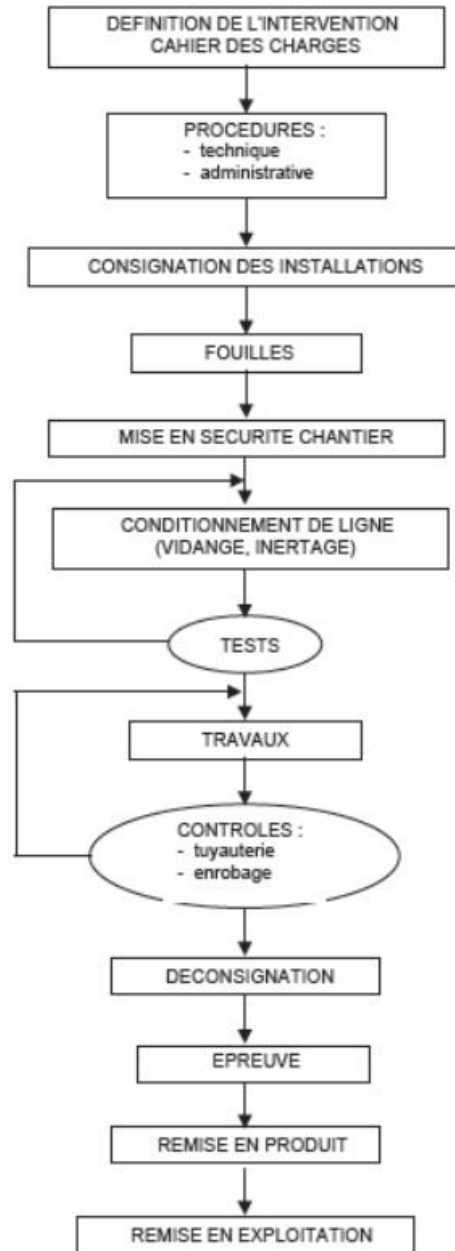 DEFINITION DE L'INTERVENTION
CAHIER DES CHARGES
PROCEDURES :
- technique
- administrative
CONSIGNATION DES INSTALLATIONS
FOUILLES
MISE EN SECURITE CHANTIER
CONDITIONNEMENT DE LIGNE
(VIDANGE, INERTAGE)
TESTS
TRAVAUX
CONTROLES :
- tuyauterie
- enrobage
DECONSIGNATION
EPREUVE
REMISE EN PRODUIT
REMISE EN EXPLOITATION